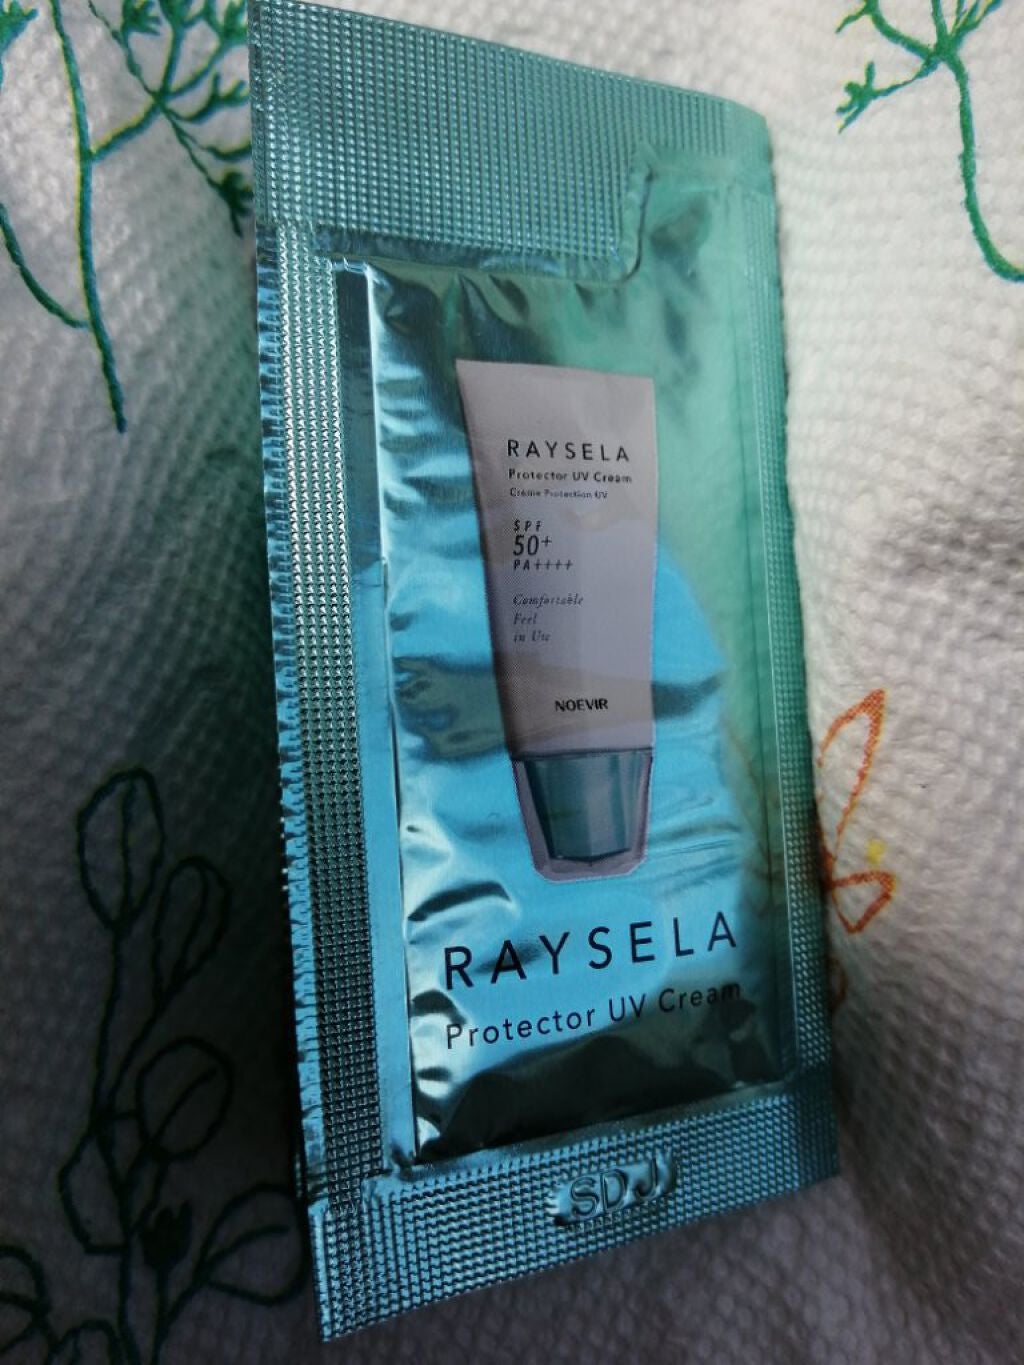 RAYSELA
Protector UV Cream
Crème Protection UV
SPF
50+
PA++++
Comfortable
Feel
in Use
NOEVIR
RAYSELA
Protector UV Cream
SDJ